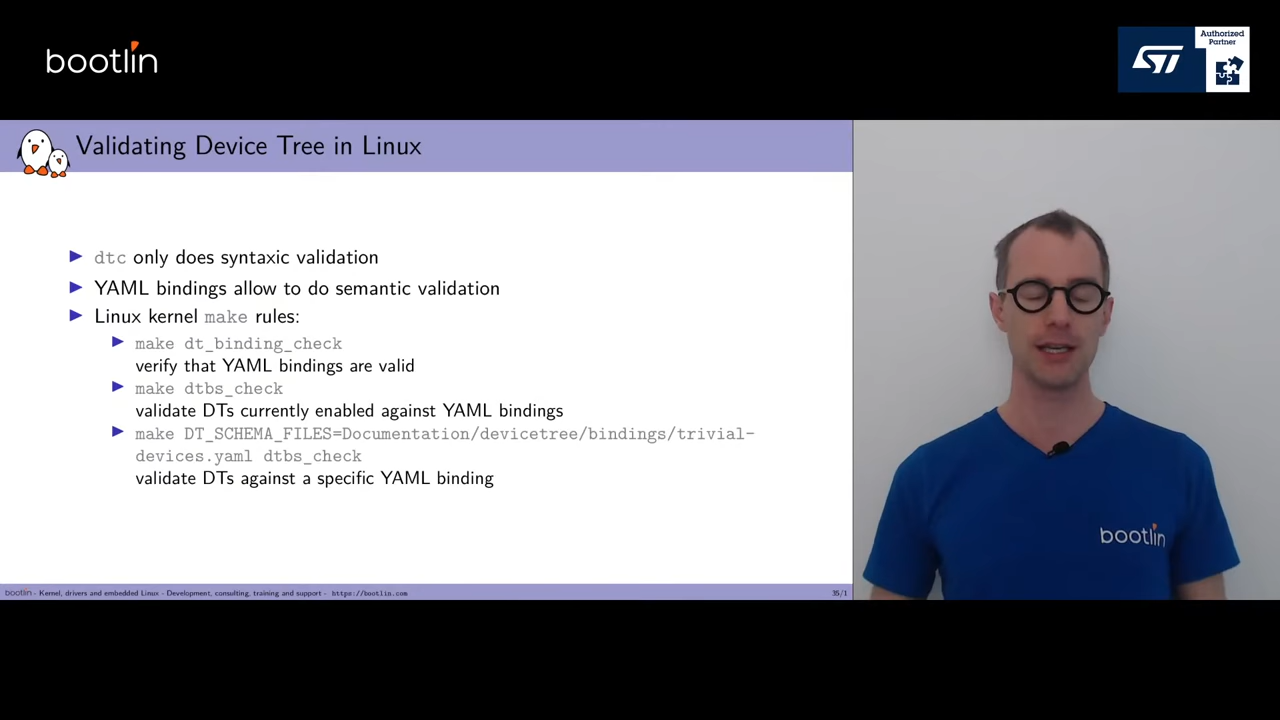 bootlin
Authorized
Partner
Validating Device Tree in Linux
dtc only does syntaxic validation
YAML bindings allow to do semantic validation
Linux kernel make rules:
make dt_binding_check
verify that YAML bindings are valid
make dtbs_check
validate DTs currently enabled against YAML bindings
make DT_SCHEMA_FILES=Documentation/devicetree/bindings/trivial-
devices.yaml dtbs_check
validate DTs against a specific YAML binding
bootlin
bootlin - Kernel, drivers and embedded Linux - Development, consulting, training and support - https://bootlin.com
35/1